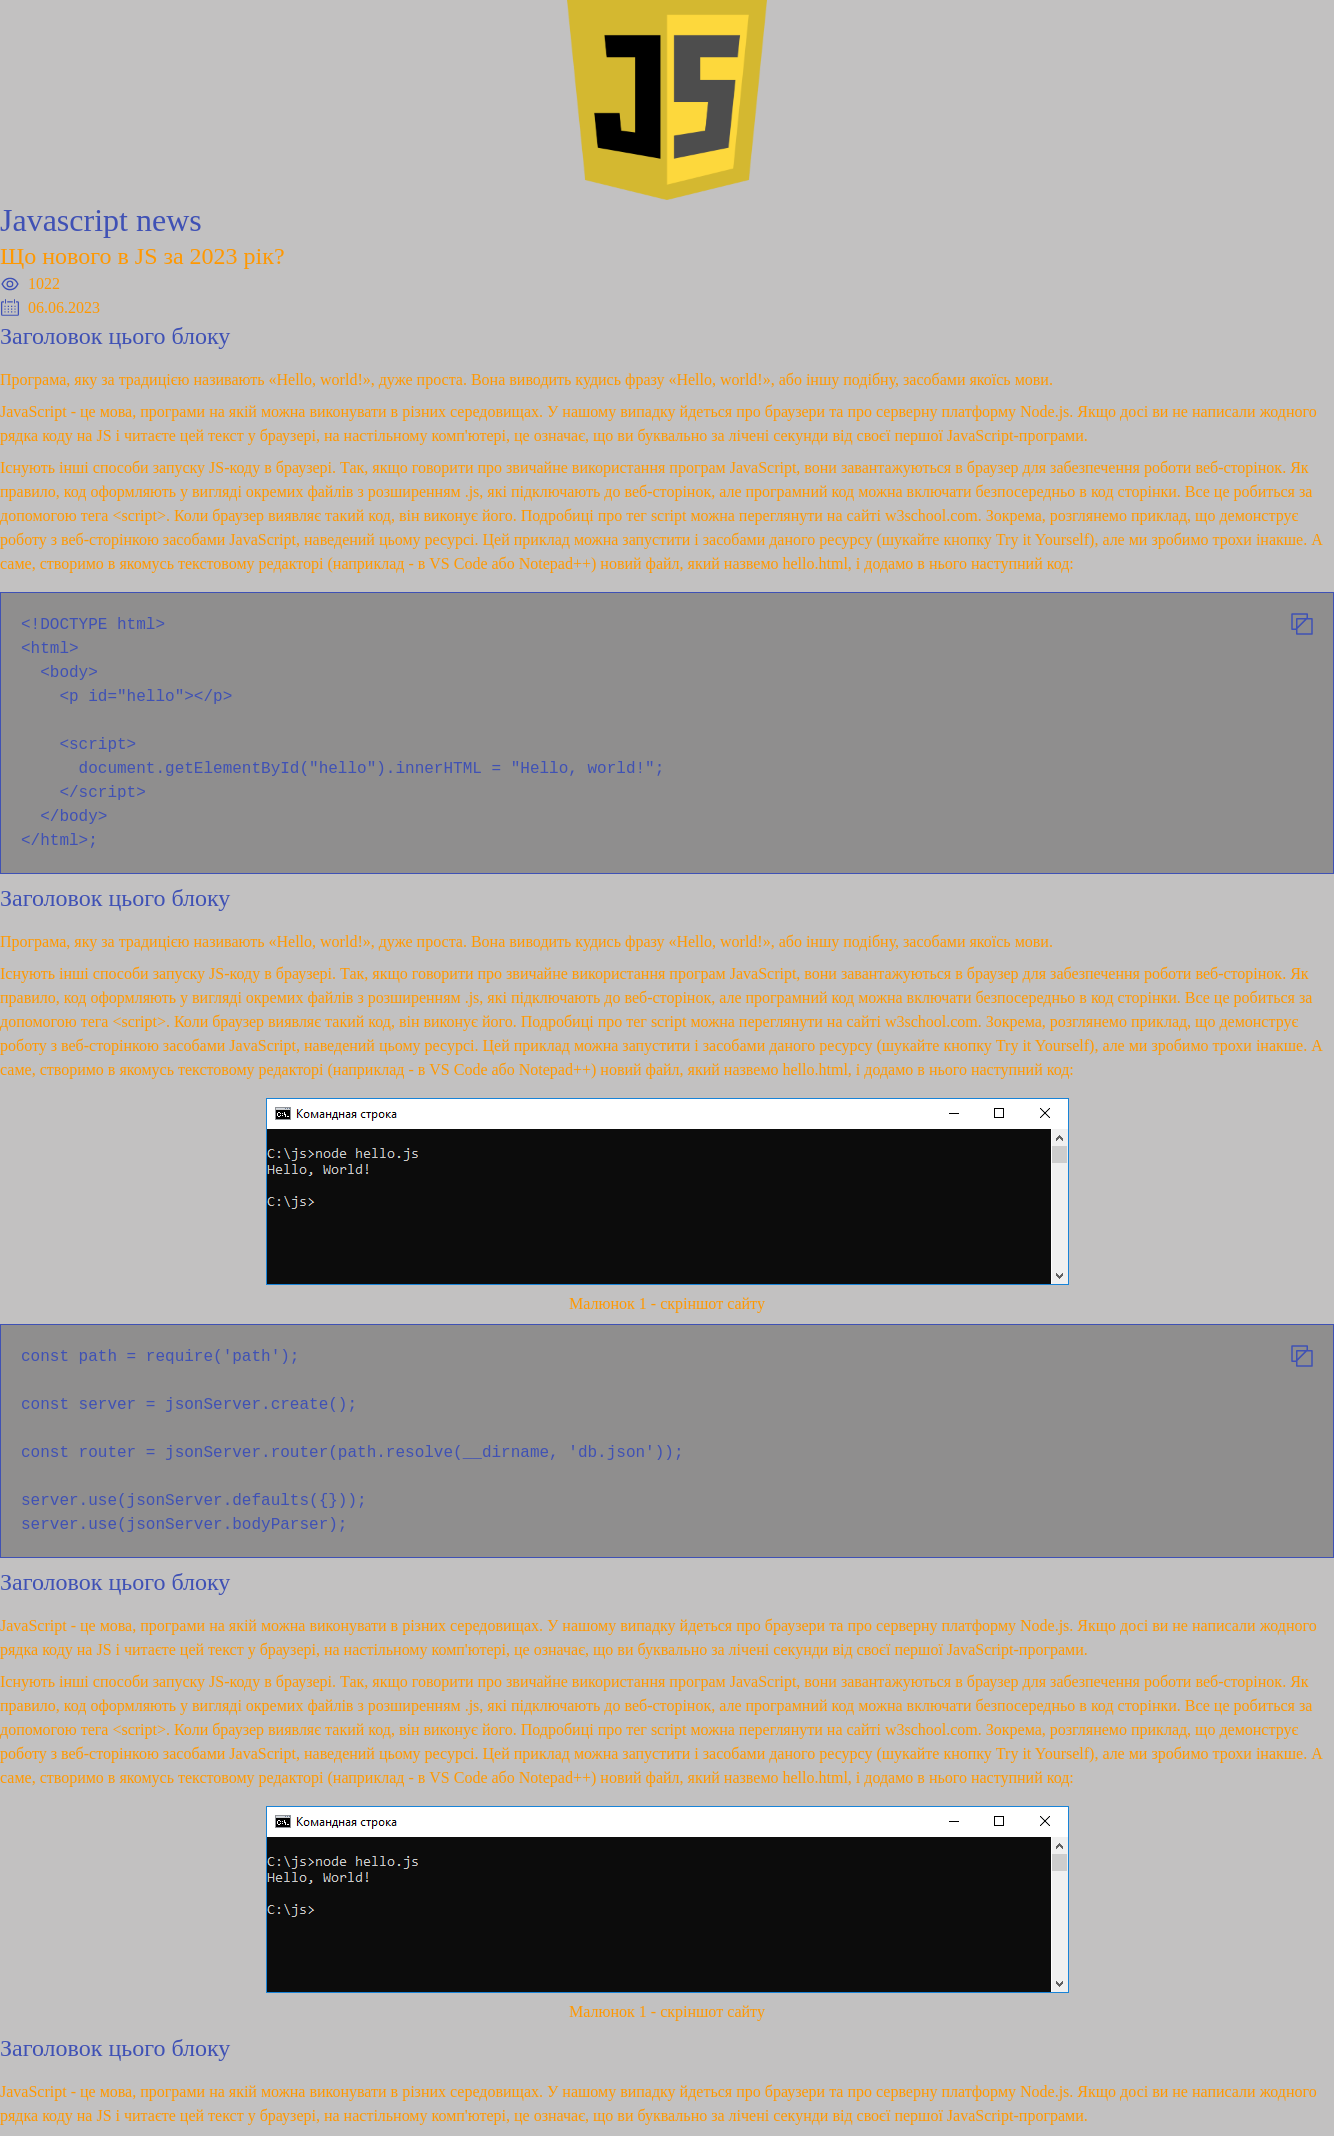 JS
Javascript news
Що нового в JS за 2023 рік?
1022
06.06.2023
Заголовок цього блоку
Програма, яку за традицією називають «Hello, world!», дуже проста. Вона виводить кудись фразу «Hello, world!», або іншу подібну, засобами якоїсь мови.
JavaScript - це мова, програми на якій можна виконувати в різних середовищах. У нашому випадку йдеться про браузери та про серверну платформу Node.js. Якщо досі ви не написали жодного
рядка коду на JS і читаєте цей текст у браузері, на настільному комп'ютері, це означає, що ви буквально за лічені секунди від своєї першої JavaScript-програми.
Існують інші способи запуску JS-коду в браузері. Так, якщо говорити про звичайне використання програм JavaScript, вони завантажуються в браузер для забезпечення роботи веб-сторінок. Як
правило, код оформляють у вигляді окремих файлів з розширенням .js, які підключають до веб-сторінок, але програмний код можна включати безпосередньо в код сторінки. Все це робиться за
допомогою тега <script>. Коли браузер виявляє такий код, він виконує його. Подробиці про тег script можна переглянути на сайті w3school.com. Зокрема, розглянемо приклад, що демонструє
роботу з веб-сторінкою засобами JavaScript, наведений цьому ресурсі. Цей приклад можна запустити і засобами даного ресурсу (шукайте кнопку Try it Yourself), але ми зробимо трохи інакше. А
саме, створимо в якомусь текстовому редакторі (наприклад - в VS Code або Notepad++) новий файл, який назвемо hello.html, і додамо в нього наступний код:
<!DOCTYPE html>
<html>
  <body>
    <p id="hello"></p>
    <script>
      document.getElementById("hello").innerHTML = "Hello, world!";
    </script>
  </body>
</html>;
Заголовок цього блоку
Програма, яку за традицією називають «Hello, world!», дуже проста. Вона виводить кудись фразу «Hello, world!», або іншу подібну, засобами якоїсь мови.
Існують інші способи запуску JS-коду в браузері. Так, якщо говорити про звичайне використання програм JavaScript, вони завантажуються в браузер для забезпечення роботи веб-сторінок. Як
правило, код оформляють у вигляді окремих файлів з розширенням .js, які підключають до веб-сторінок, але програмний код можна включати безпосередньо в код сторінки. Все це робиться за
допомогою тега <script>. Коли браузер виявляє такий код, він виконує його. Подробиці про тег script можна переглянути на сайті w3school.com. Зокрема, розглянемо приклад, що демонструє
роботу з веб-сторінкою засобами JavaScript, наведений цьому ресурсі. Цей приклад можна запустити і засобами даного ресурсу (шукайте кнопку Try it Yourself), але ми зробимо трохи інакше. А
саме, створимо в якомусь текстовому редакторі (наприклад - в VS Code або Notepad++) новий файл, який назвемо hello.html, і додамо в нього наступний код:
Командная строка
C:\js>node hello.js
Hello, World!
C:\js>
Малюнок 1 - скріншот сайту
const path = require('path');
const server = jsonServer.create();
const router = jsonServer.router(path.resolve(__dirname, 'db.json'));
server.use(jsonServer.defaults({}));
server.use(jsonServer.bodyParser);
Заголовок цього блоку
JavaScript - це мова, програми на якій можна виконувати в різних середовищах. У нашому випадку йдеться про браузери та про серверну платформу Node.js. Якщо досі ви не написали жодного
рядка коду на JS і читаєте цей текст у браузері, на настільному комп'ютері, це означає, що ви буквально за лічені секунди від своєї першої JavaScript-програми.
Існують інші способи запуску JS-коду в браузері. Так, якщо говорити про звичайне використання програм JavaScript, вони завантажуються в браузер для забезпечення роботи веб-сторінок. Як
правило, код оформляють у вигляді окремих файлів з розширенням .js, які підключають до веб-сторінок, але програмний код можна включати безпосередньо в код сторінки. Все це робиться за
допомогою тега <script>. Коли браузер виявляє такий код, він виконує його. Подробиці про тег script можна переглянути на сайті w3school.com. Зокрема, розглянемо приклад, що демонструє
роботу з веб-сторінкою засобами JavaScript, наведений цьому ресурсі. Цей приклад можна запустити і засобами даного ресурсу (шукайте кнопку Try it Yourself), але ми зробимо трохи інакше. А
саме, створимо в якомусь текстовому редакторі (наприклад - в VS Code або Notepad++) новий файл, який назвемо hello.html, і додамо в нього наступний код:
Командная строка
C:\js>node hello.js
Hello, World!
C:\js>
Малюнок 1 - скріншот сайту
Заголовок цього блоку
JavaScript - це мова, програми на якій можна виконувати в різних середовищах. У нашому випадку йдеться про браузери та про серверну платформу Node.js. Якщо досі ви не написали жодного
рядка коду на JS і читаєте цей текст у браузері, на настільному комп'ютері, це означає, що ви буквально за лічені секунди від своєї першої JavaScript-програми.